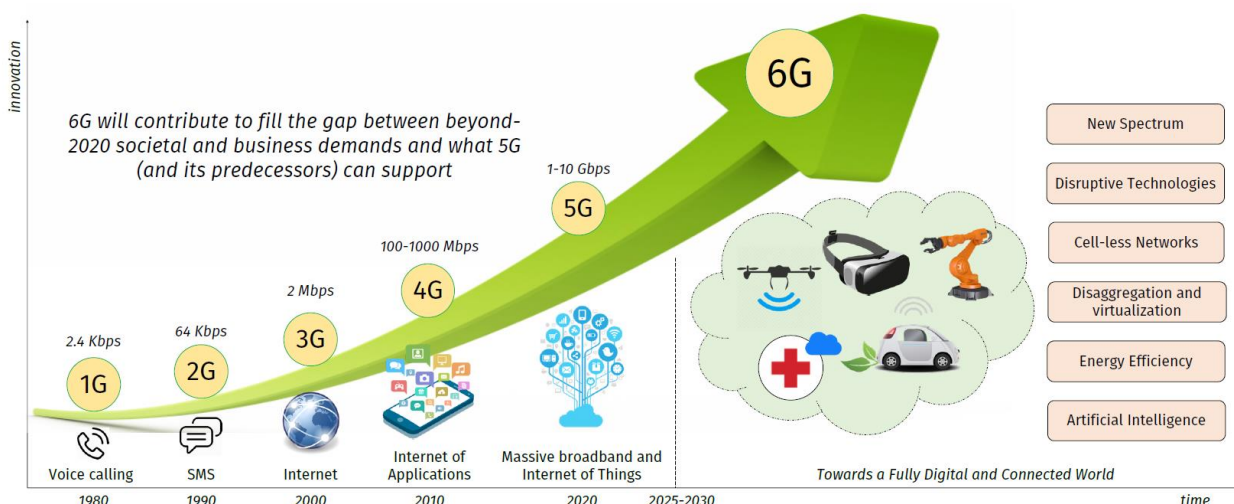 innovation
6G will contribute to fill the gap between beyond-
2020 societal and business demands and what 5G
(and its predecessors) can support
6G
1-10 Gbps
5G
100-1000 Mbps
4G
2 Mbps
3G
64 Kbps
2G
2.4 Kbps
1G
New Spectrum
Disruptive Technologies
Cell-less Networks
Disaggregation and
virtualization
Energy Efficiency
Artificial Intelligence
Voice calling
SMS
Internet
Internet of
Applications
Massive broadband and
Internet of Things
Towards a Fully Digital and Connected World
1980
1990
2000
2010
2020
2025-2030
time